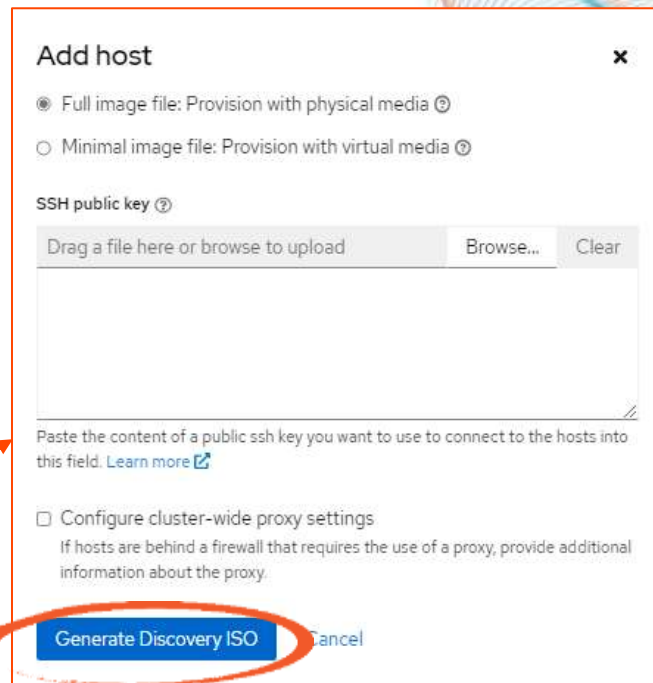 Add host
Full image file: Provision with physical media
Minimal image file: Provision with virtual media
SSH public key
Drag a file here or browse to upload Browse... Clear
Paste the content of a public ssh key you want to use to connect to the hosts into
this field. Learn more
Configure cluster-wide proxy settings
If hosts are behind a firewall that requires the use of a proxy, provide additional
information about the proxy.
Generate Discovery ISO Cancel